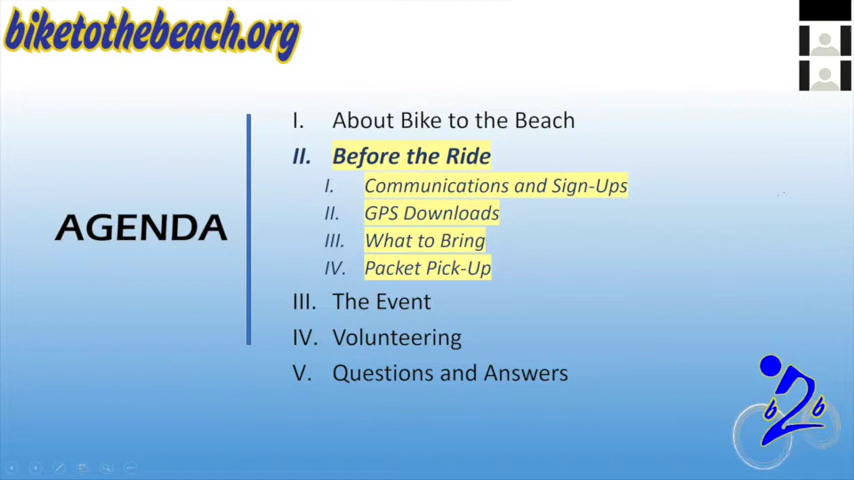 biketothebeach.org
AGENDA
I. About Bike to the Beach
II. Before the Ride
I. Communications and Sign-Ups
II. GPS Downloads
III. What to Bring
IV. Packet Pick-Up
III. The Event
IV. Volunteering
V. Questions and Answers
b2b